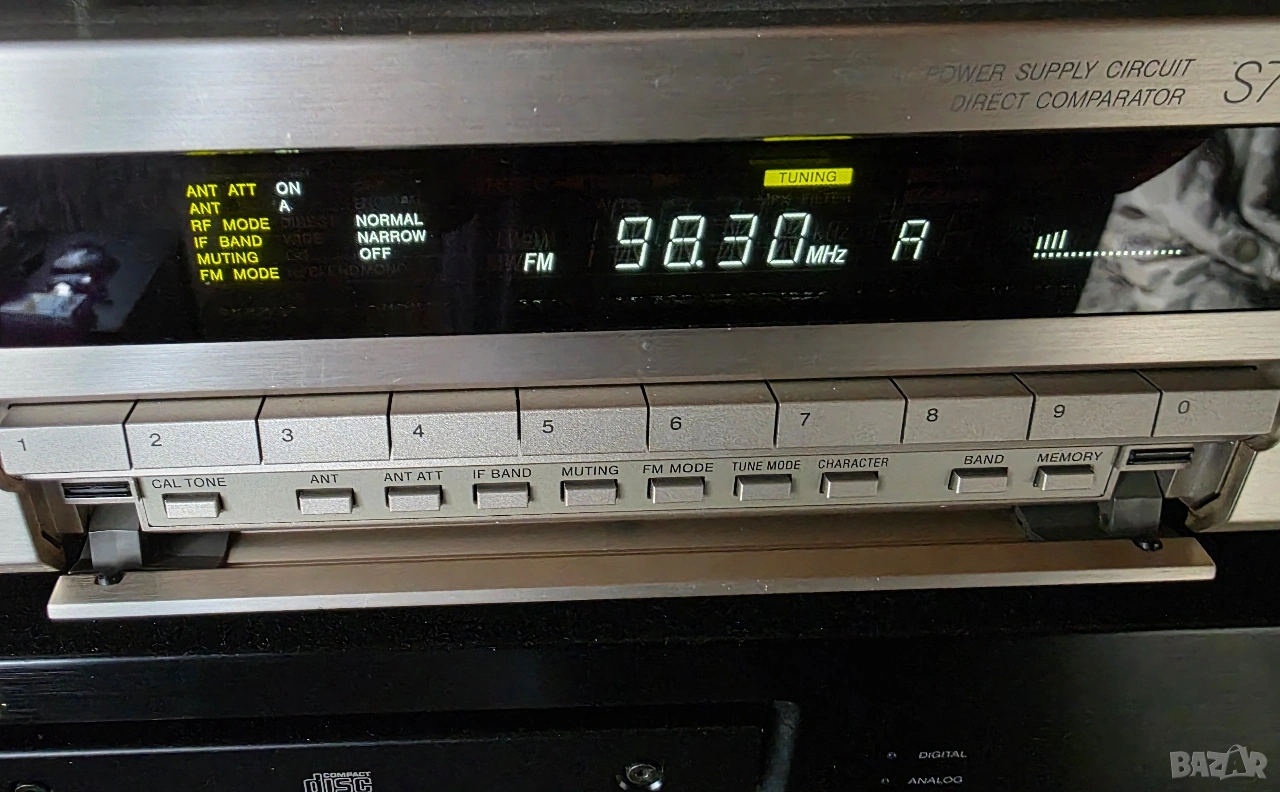 POWER SUPPLY CIRCUIT
DIRECT COMPARATOR
S7
TUNING
ANT ATT ON
ANT A
RF MODE NORMAL
IF BAND NARROW
MUTING OFF
FM MODE
FM 98.30 MHz A
1 2 3 4 5 6 7 8 9 0
CAL TONE ANT ANT ATT IF BAND MUTING FM MODE TUNE MODE CHARACTER BAND MEMORY
DIGITAL
ANALOG
COMPACT
disc
BAZAR